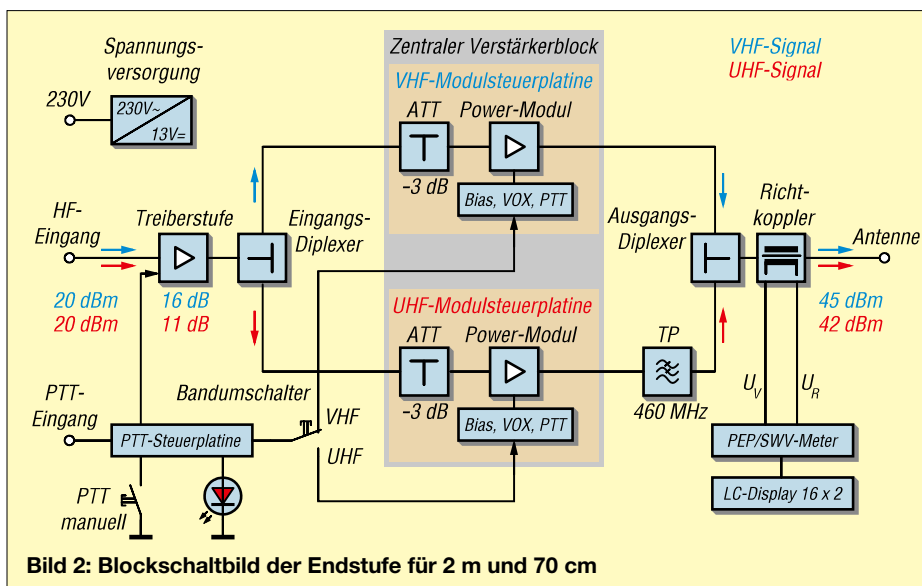 Spannungs-
versorgung
230V
230V~
13V=
Zentraler Verstärkerblock
VHF-Signal
UHF-Signal
VHF-Modulsteuerplatine
ATT
Power-Modul
–3 dB
Bias, VOX, PTT
HF-
Eingang
Treiberstufe
Eingangs-
Diplexer
Ausgangs-
Diplexer
Richt-
koppler
Antenne
20 dBm
20 dBm
16 dB
11 dB
45 dBm
42 dBm
UHF-Modulsteuerplatine
ATT
Power-Modul
–3 dB
Bias, VOX, PTT
TP
460 MHz
UV
UR
PTT-
Eingang
Bandumschalter
VHF
UHF
PTT-Steuerplatine
PTT
manuell
PEP/SWV-Meter
LC-Display 16 x 2
Bild 2: Blockschaltbild der Endstufe für 2 m und 70 cm